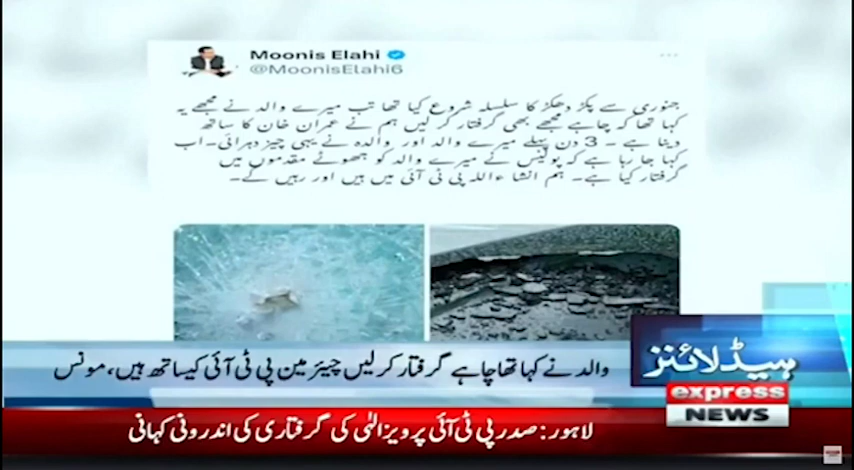 Moonis Elahi
@MoonisElahi6
جنوری سے پکڑ دھکڑ کا سلسلہ شروع کیا تھا تب میرے والد نے مجھے یہ
کہا تھا کہ چاہے مجھے بھی گرفتار کر لیں ہم نے عمران خان کا ساتھ
دینا ہے ۔ 3 دن پہلے میرے والد اور والدہ نے یہی چیز دہرائی۔ اب
کہا جا رہا ہے کہ پولیس نے میرے والد کو جھوٹے مقدموں میں
گرفتار کیا ہے۔ ہم انشا ءاللہ پی ٹی آئی میں ہیں اور رہیں گے۔
والد نے کہا تھا چاہے گرفتار کر لیں چیئرمین پی ٹی آئی کیساتھ ہیں، مونس
ہیڈلائنز
express
NEWS
لاہور: صدر پی ٹی آئی پرویز الٰہی کی گرفتاری کی اندرونی کہانی